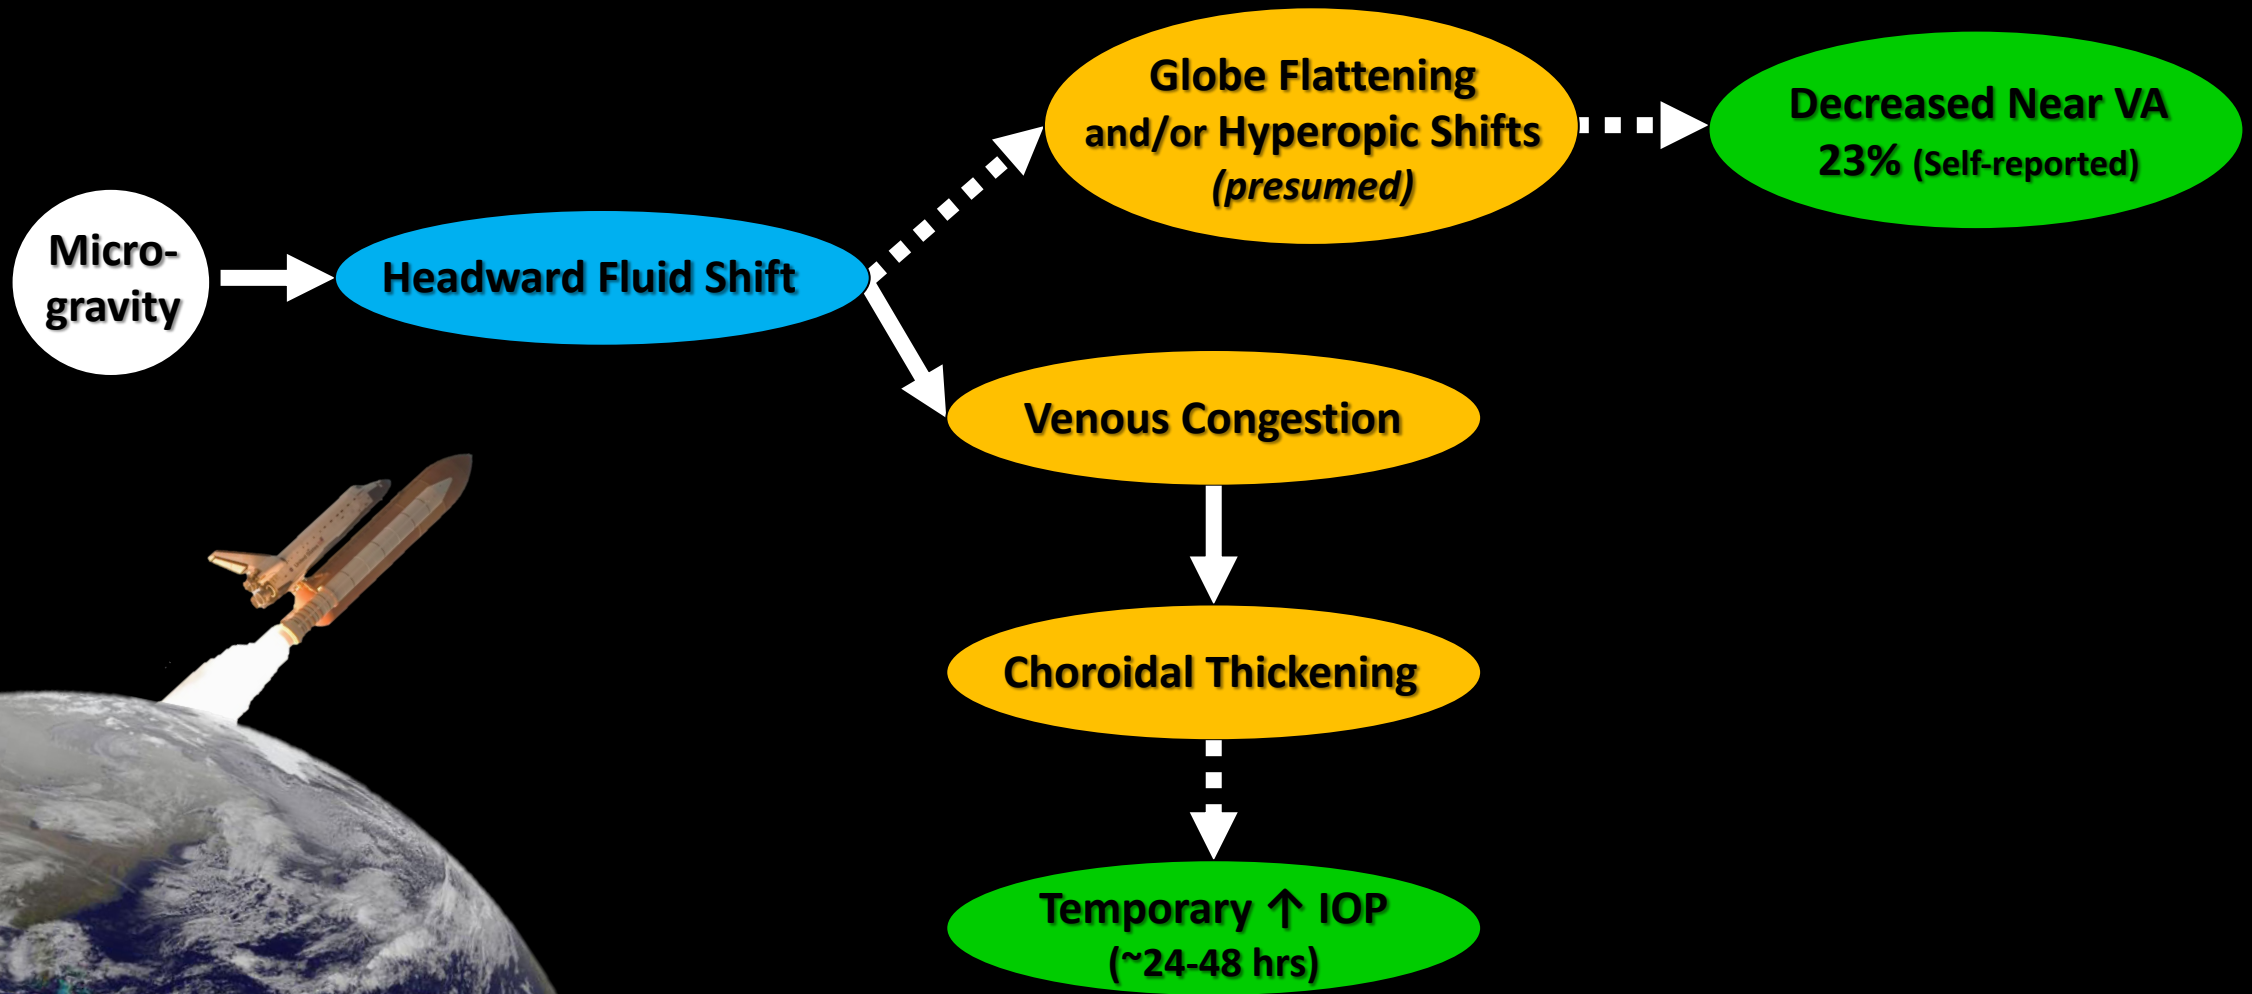 Micro-
gravity
Headward Fluid Shift
Globe Flattening
and/or Hyperopic Shifts
(presumed)
Decreased Near VA
23% (Self-reported)
Venous Congestion
Choroidal Thickening
Temporary ↑ IOP
(~24-48 hrs)